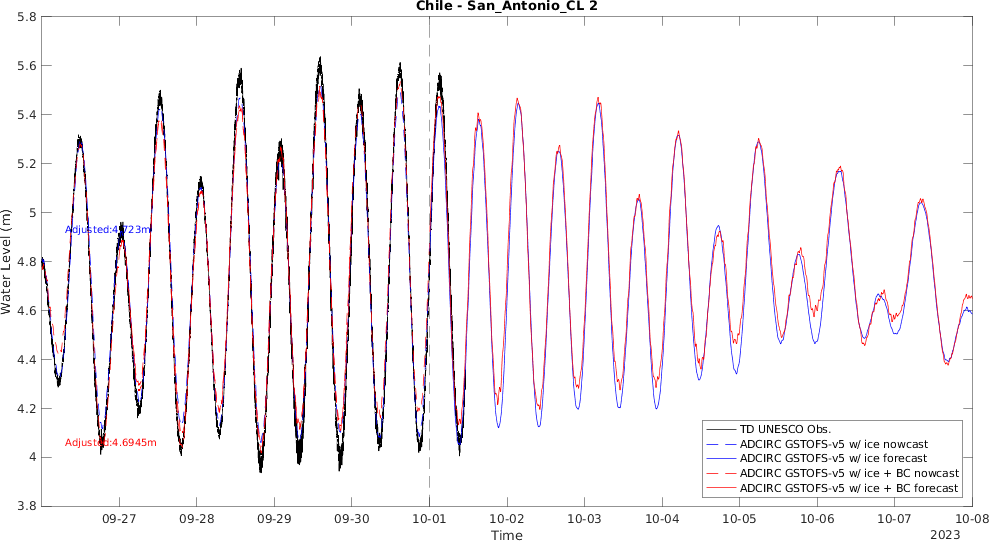 Chile - San_Antonio_CL 2
5.8
5.6
5.4
5.2
5
4.8
4.6
4.4
4.2
4
3.8
Water Level (m)
Adjusted:4.723m
Adjusted:4.6945m
TD UNESCO Obs.
ADCIRC GSTOFS-v5 w/ ice nowcast
ADCIRC GSTOFS-v5 w/ ice forecast
ADCIRC GSTOFS-v5 w/ ice + BC nowcast
ADCIRC GSTOFS-v5 w/ ice + BC forecast
09-27 09-28 09-29 09-30 10-01 10-02 10-03 10-04 10-05 10-06 10-07 10-08
Time
2023